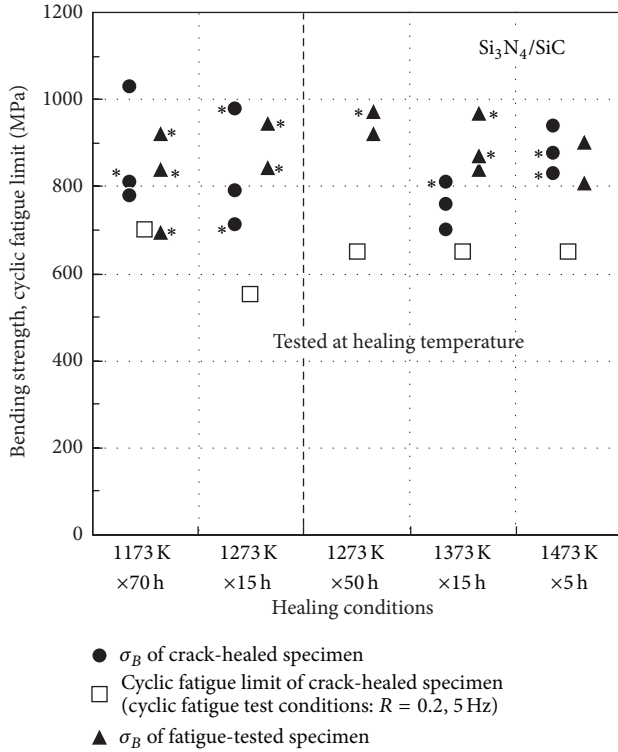 Bending strength, cyclic fatigue limit (MPa)
1200
1000
800
600
400
200
0
Si₃N₄/SiC
* * * * * * * * * * * * * *
Tested at healing temperature
1173 K ×70 h
1273 K ×15 h
1273 K ×50 h
1373 K ×15 h
1473 K ×5 h
Healing conditions
σ_B of crack-healed specimen
Cyclic fatigue limit of crack-healed specimen
(cyclic fatigue test conditions: R = 0.2, 5 Hz)
σ_B of fatigue-tested specimen